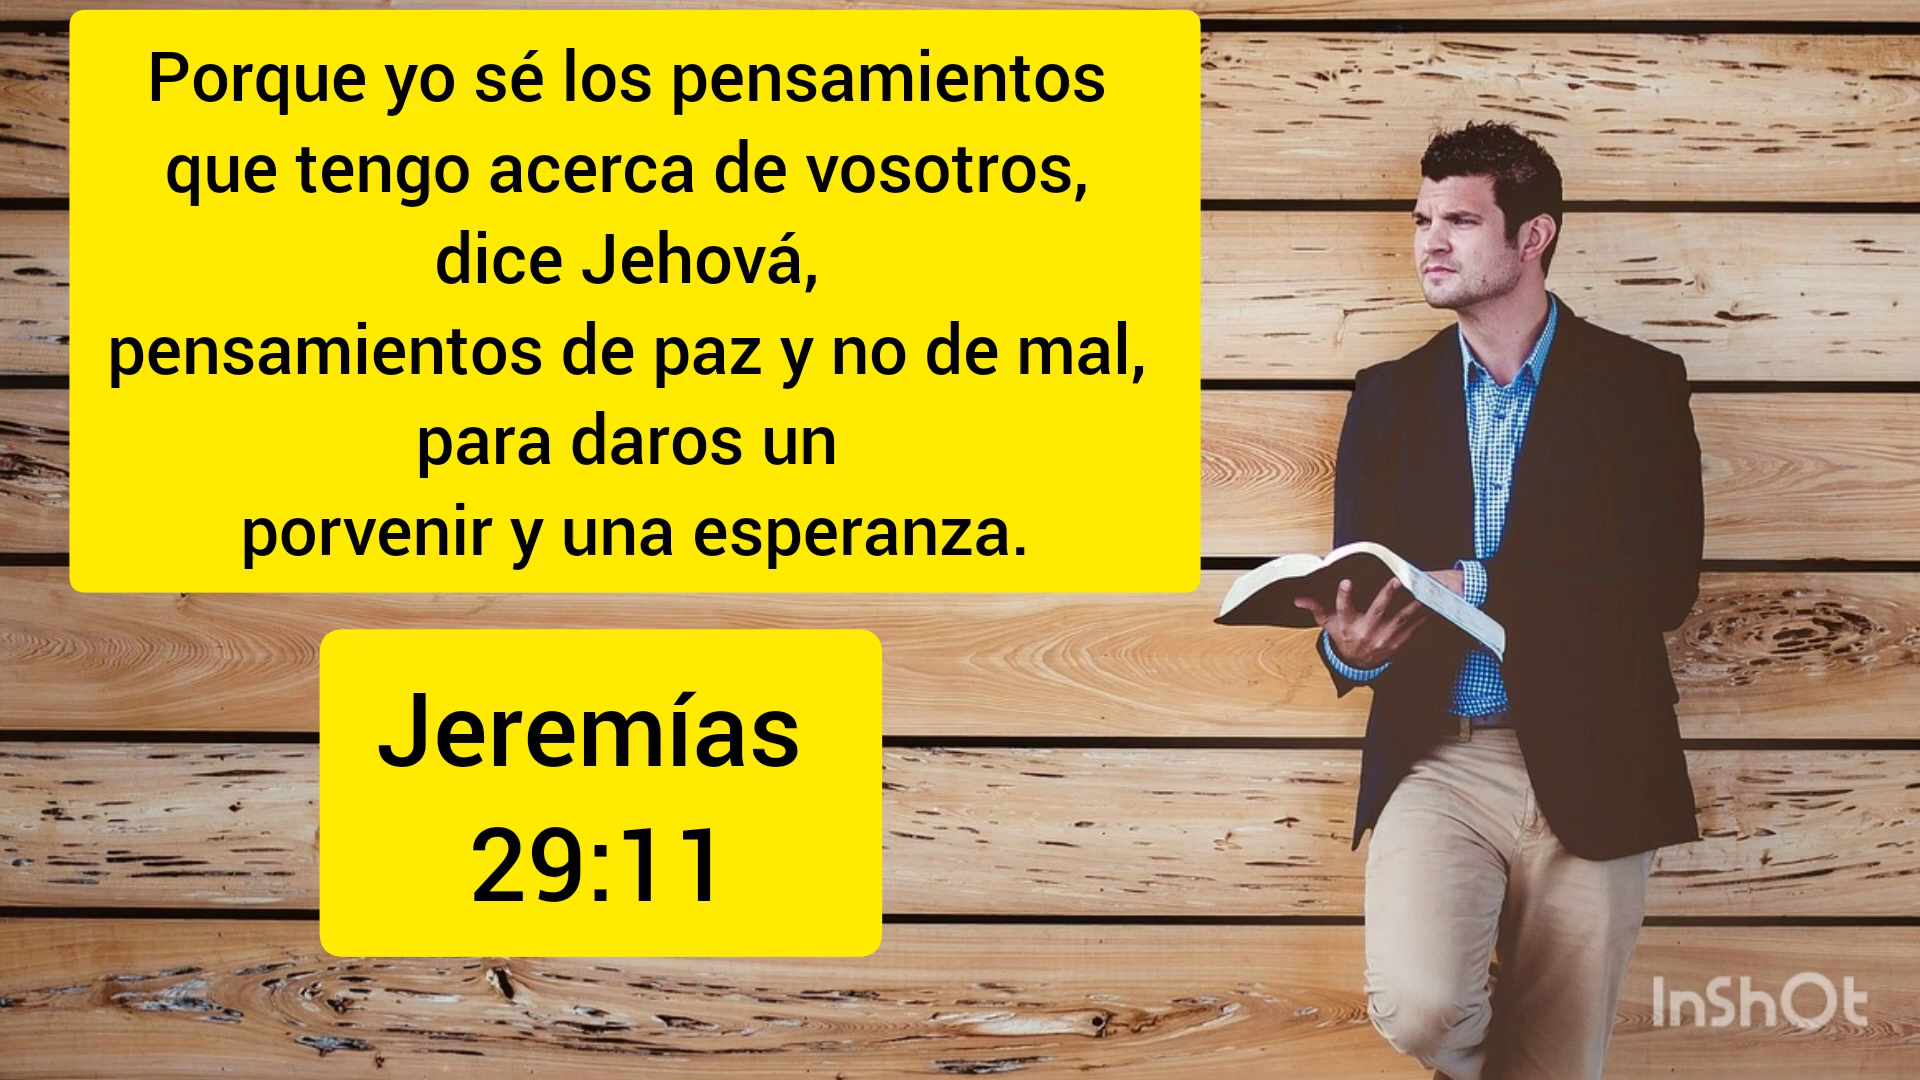 Porque yo sé los pensamientos
que tengo acerca de vosotros,
dice Jehová,
pensamientos de paz y no de mal,
para daros un
porvenir y una esperanza.
Jeremías
29:11
InShOt